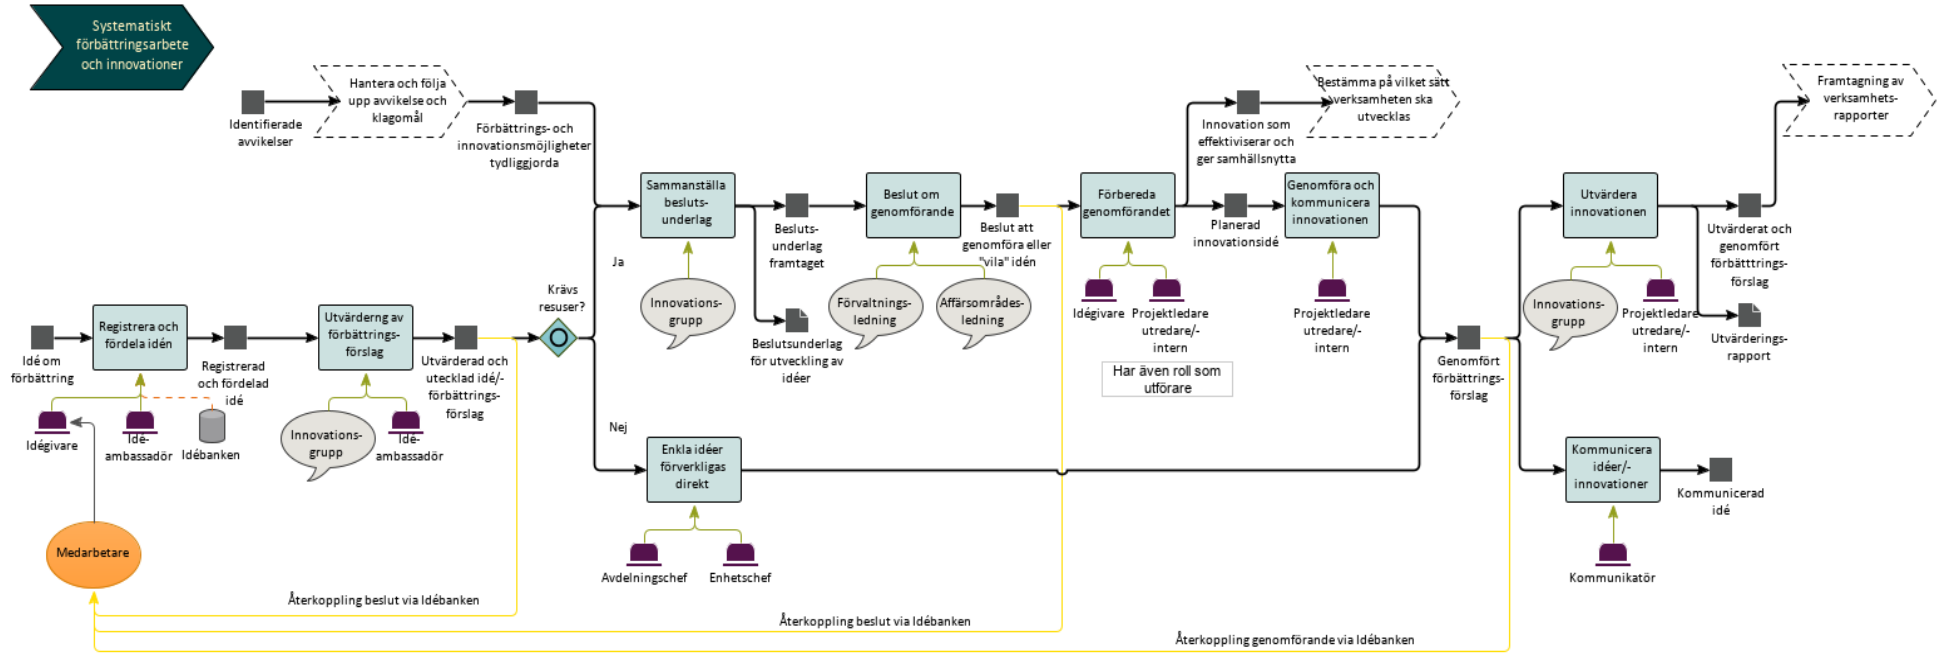 Systematiskt
förbättringsarbete
och innovationer
Identifierade
avvikelser
Hantera och följa
upp avvikelse och
klagomål
Förbättrings- och
innovationsmöjligheter
tydliggjorda
Innovation som
effektiviserar och
ger samhällsnytta
Bestämma på vilket sätt
verksamheten ska
utvecklas
Framtagning av
verksamhets-
rapporter
Sammanställa
besluts-
underlag
Besluts-
underlag
framtaget
Beslut om
genomförande
Beslut att
genomföra eller
"vila" idén
Förbereda
genomförandet
Planerad
innovationsidé
Genomföra och
kommunicera
innovationen
Utvärdera
innovationen
Utvärderat och
genomfört
förbätttrings-
förslag
Ja
Innovations-
grupp
Beslutsunderlag
för utveckling av
idéer
Förvaltnings-
ledning
Affärsområdes-
ledning
Idégivare
Projektledare
utredare/-
intern
Har även roll som
utförare
Projektledare
utredare/-
intern
Innovations-
grupp
Projektledare
utredare/-
intern
Utvärderings-
rapport
Idé om
förbättring
Registrera och
fördela idén
Registrerad
och fördelad
idé
Utvärderng av
förbättrings-
förslag
Utvärderad och
utecklad idé/-
förbättrings-
förslag
Krävs
resuser?
Genomfört
förbättrings-
förslag
Idégivare
Idé-
ambassadör
Idébanken
Innovations-
grupp
Idé-
ambassadör
Nej
Enkla idéer
förverkligas
direkt
Kommunicera
idéer/-
innovationer
Kommunicerad
idé
Medarbetare
Avdelningschef
Enhetschef
Kommunikatör
Återkoppling beslut via Idébanken
Återkoppling beslut via Idébanken
Återkoppling genomförande via Idébanken